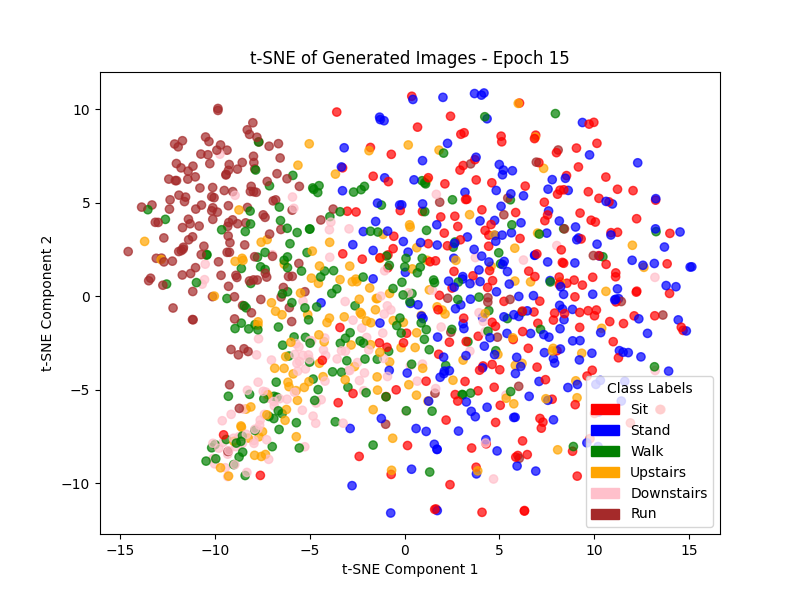 t-SNE of Generated Images - Epoch 15
10
5
0
−5
−10
t-SNE Component 2
−15
−10
−5
0
5
10
15
t-SNE Component 1
Class Labels
Sit
Stand
Walk
Upstairs
Downstairs
Run